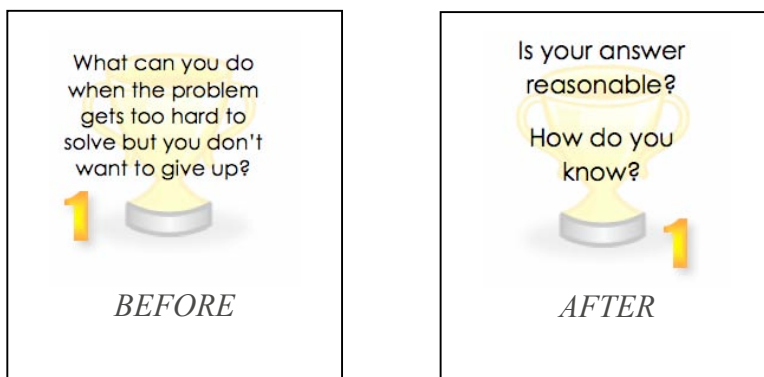 What can you do
when the problem
gets too hard to
solve but you don't
want to give up?
1
BEFORE
Is your answer
reasonable?
How do you
know?
1
AFTER